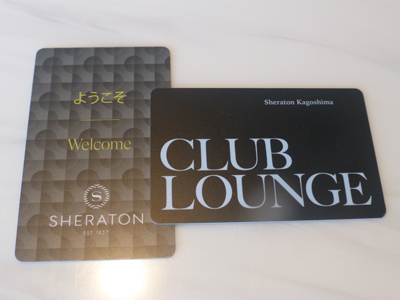 ようこそ
Welcome
S
SHERATON
EST. 1937
Sheraton Kagoshima
CLUB
LOUNGE